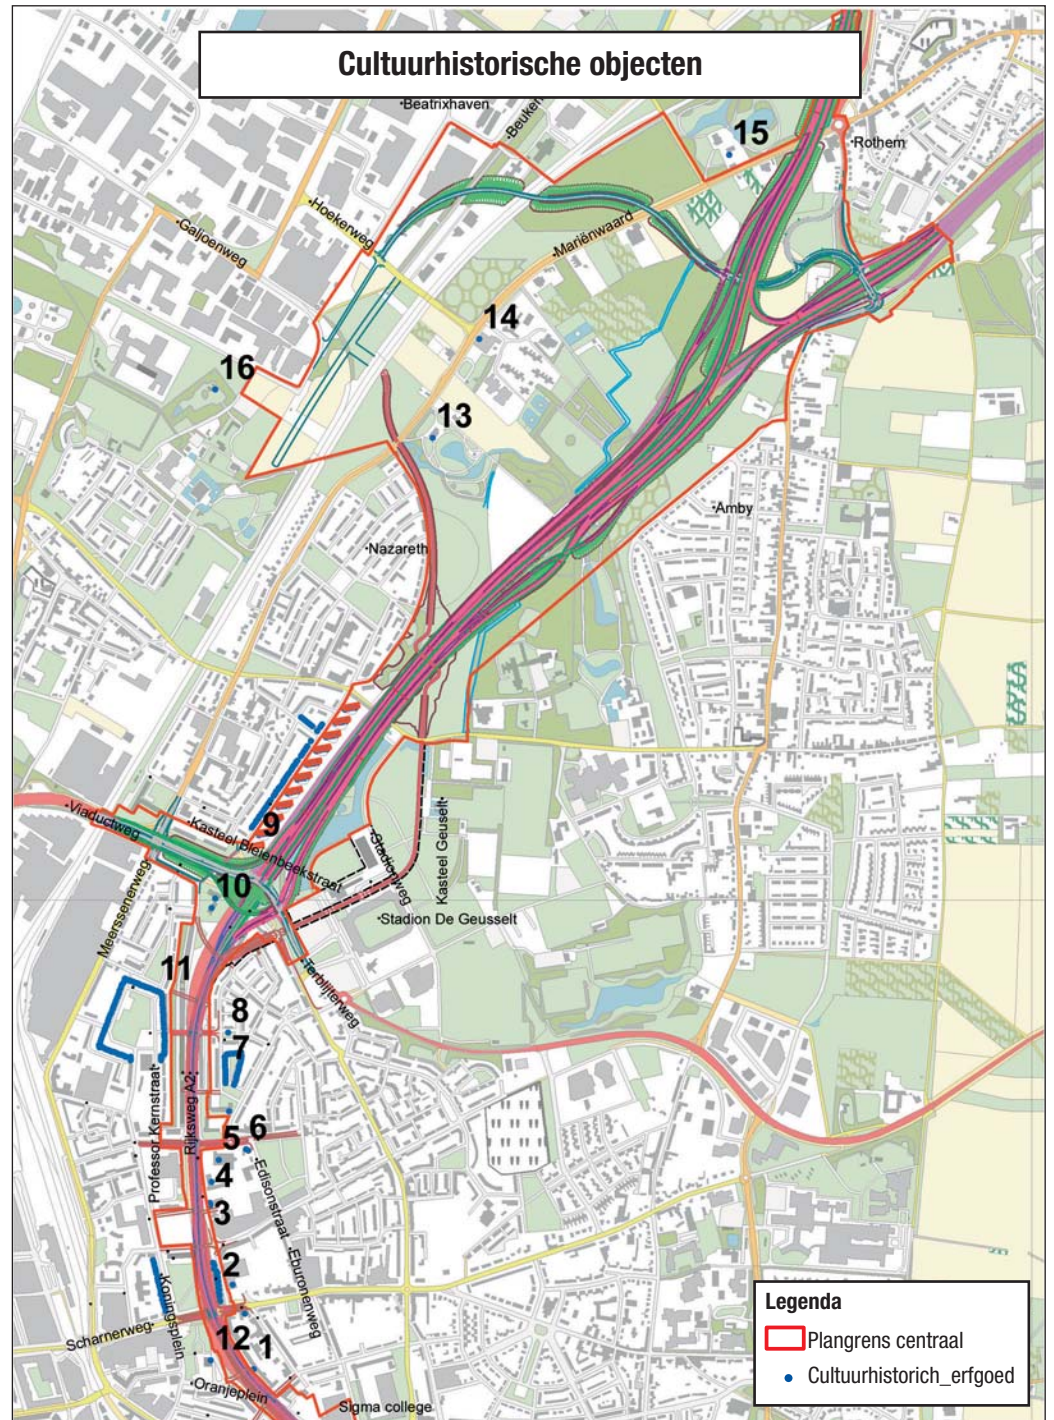 Cultuurhistorische objecten
Beatrixhaven
15
Rothem
Hoekerweg
Galjoenweg
Mariënwaard
14
16
13
Amby
Nazareth
9
Viaductweg
Kasteel Bleienbeekstraat
Stadionweg
Kasteel Geuselt
10
Meerssenerweg
Stadion De Geusselt
11
Terblijterweg
8
7
Professor Kernstraat
Rijksweg A2
5
6
4
Edisonstraat
3
2
Eburonenweg
Koningsplein
Scharnerweg
12
1
Oranjeplein
Sigma college
Legenda
Plangrens centraal
Cultuurhistorich_erfgoed